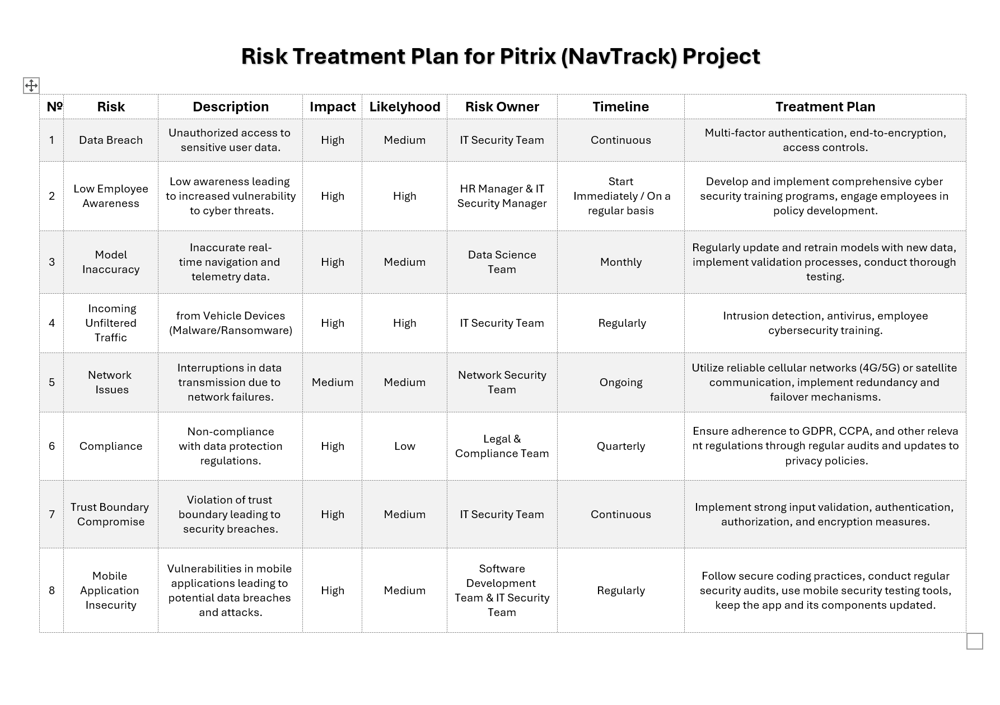 Risk Treatment Plan for Pitrix (NavTrack) Project
Nº Risk Description Impact Likelyhood Risk Owner Timeline Treatment Plan
1 Data Breach Unauthorized access to
sensitive user data. High Medium IT Security Team Continuous Multi-factor authentication, end-to-encryption,
access controls.
2 Low Employee
Awareness Low awareness leading
to increased vulnerability
to cyber threats. High High HR Manager & IT
Security Manager Start
Immediately / On a
regular basis Develop and implement comprehensive cyber
security training programs, engage employees in
policy development.
3 Model
Inaccuracy Inaccurate real-
time navigation and
telemetry data. High Medium Data Science
Team Monthly Regularly update and retrain models with new data,
implement validation processes, conduct thorough
testing.
4 Incoming
Unfiltered
Traffic from Vehicle Devices
(Malware/Ransomware) High High IT Security Team Regularly Intrusion detection, antivirus, employee
cybersecurity training.
5 Network
Issues Interruptions in data
transmission due to
network failures. Medium Medium Network Security
Team Ongoing Utilize reliable cellular networks (4G/5G) or satellite
communication, implement redundancy and
failover mechanisms.
6 Compliance Non-compliance
with data protection
regulations. High Low Legal &
Compliance Team Quarterly Ensure adherence to GDPR, CCPA, and other releva
nt regulations through regular audits and updates to
privacy policies.
7 Trust Boundary
Compromise Violation of trust
boundary leading to
security breaches. High Medium IT Security Team Continuous Implement strong input validation, authentication,
authorization, and encryption measures.
8 Mobile
Application
Insecurity Vulnerabilities in mobile
applications leading to
potential data breaches
and attacks. High Medium Software
Development
Team & IT Security
Team Regularly Follow secure coding practices, conduct regular
security audits, use mobile security testing tools,
keep the app and its components updated.